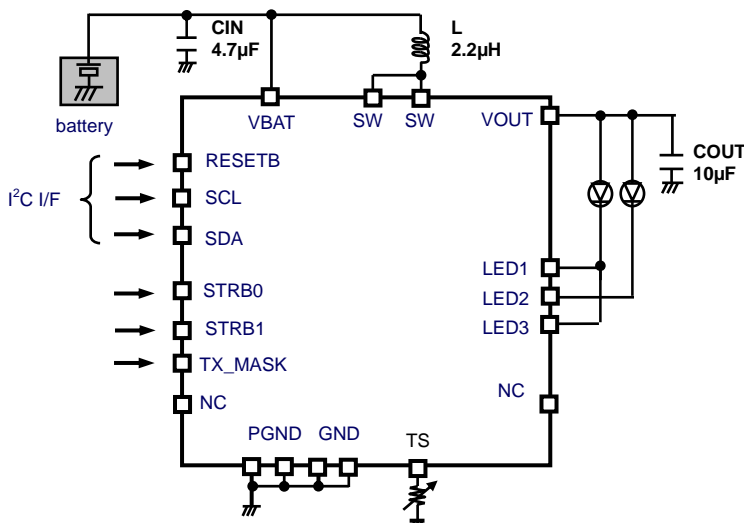 CIN
4.7µF
L
2.2µH
battery
VBAT
SW
SW
VOUT
COUT
10µF
RESETB
I²C I/F
SCL
SDA
LED1
LED2
LED3
STRB0
STRB1
TX_MASK
NC
NC
PGND
GND
TS